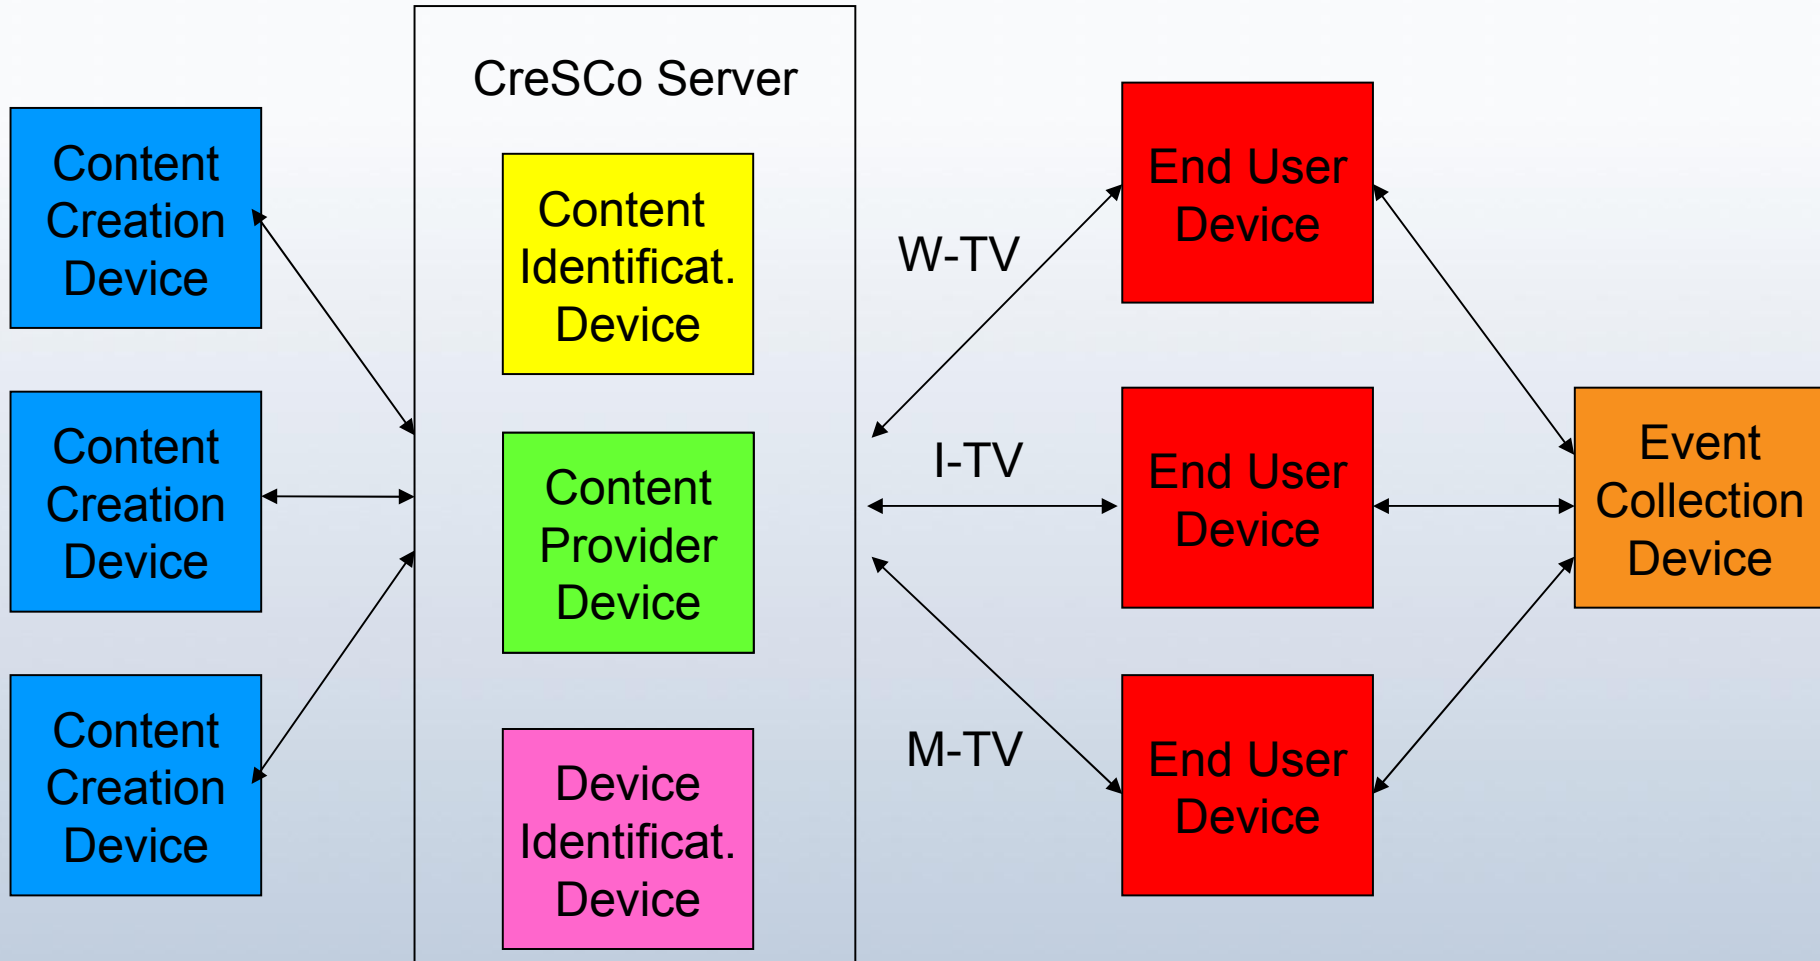 Content
Creation
Device
Content
Creation
Device
Content
Creation
Device
CreSCo Server
Content
Identificat.
Device
Content
Provider
Device
Device
Identificat.
Device
W-TV
I-TV
M-TV
End User
Device
End User
Device
End User
Device
Event
Collection
Device